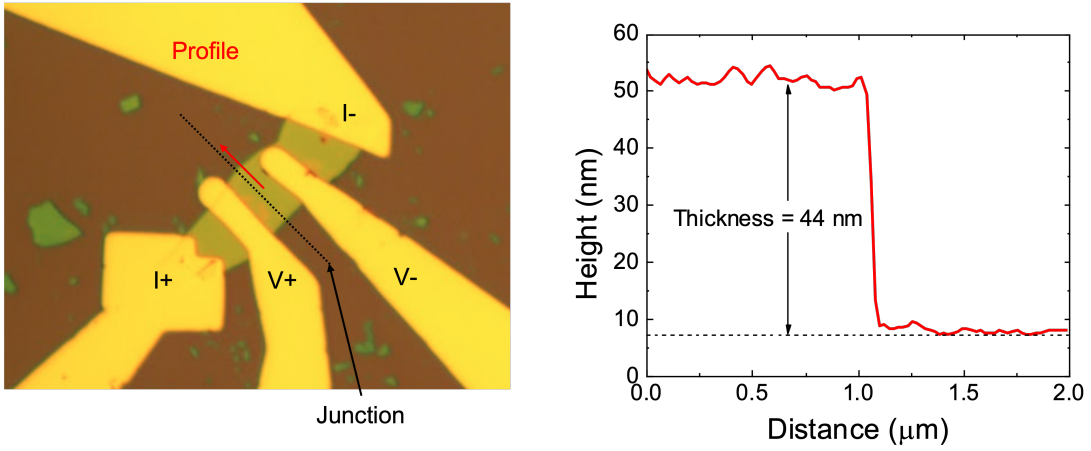 Profile
I-
I+
V+
V-
Junction
60
50
40
30
20
10
0
Height (nm)
Thickness = 44 nm
0.0
0.5
1.0
1.5
2.0
Distance (μm)